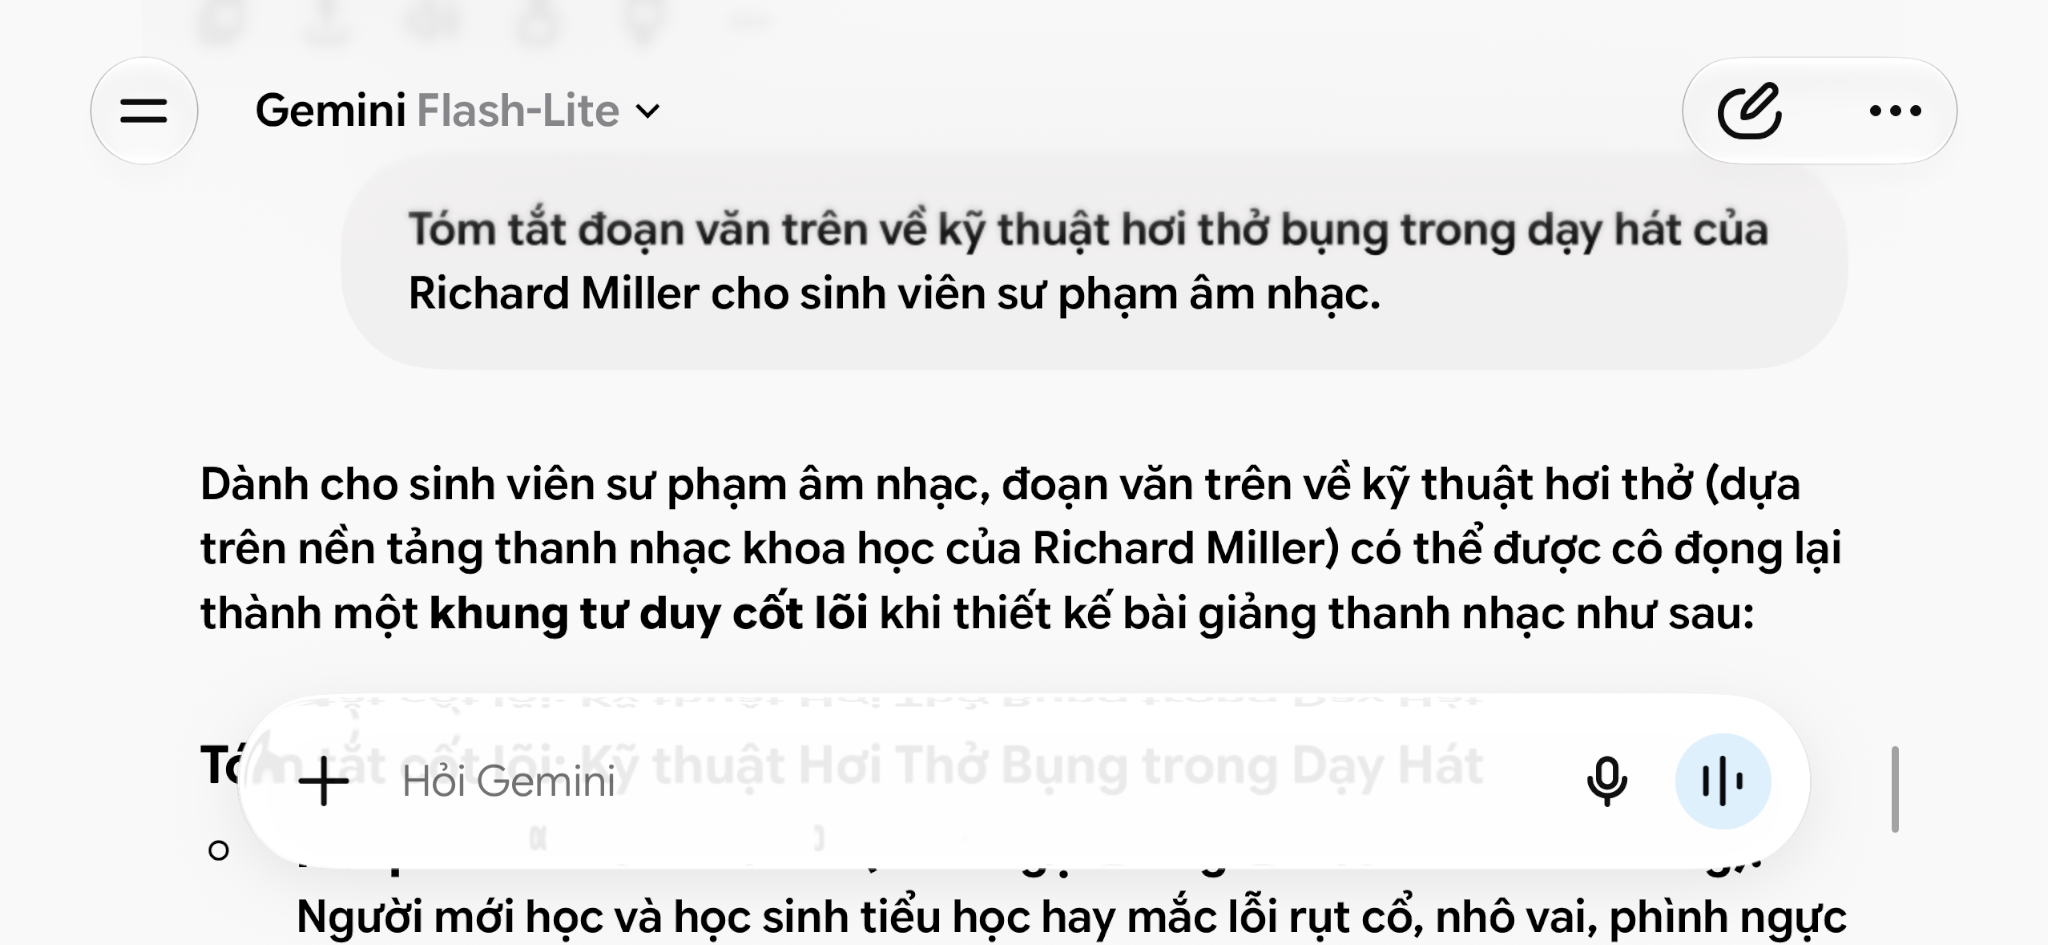 Gemini Flash-Lite
Tóm tắt đoạn văn trên về kỹ thuật hơi thở bụng trong dạy hát của
Richard Miller cho sinh viên sư phạm âm nhạc.
Dành cho sinh viên sư phạm âm nhạc, đoạn văn trên về kỹ thuật hơi thở (dựa
trên nền tảng thanh nhạc khoa học của Richard Miller) có thể được cô đọng lại
thành một khung tư duy cốt lõi khi thiết kế bài giảng thanh nhạc như sau:
Tóm tắt cốt lõi: Kỹ thuật Hơi Thở Bụng trong Dạy Hát
Hỏi Gemini
Người mới học và học sinh tiểu học hay mắc lỗi rụt cổ, nhô vai, phình ngực